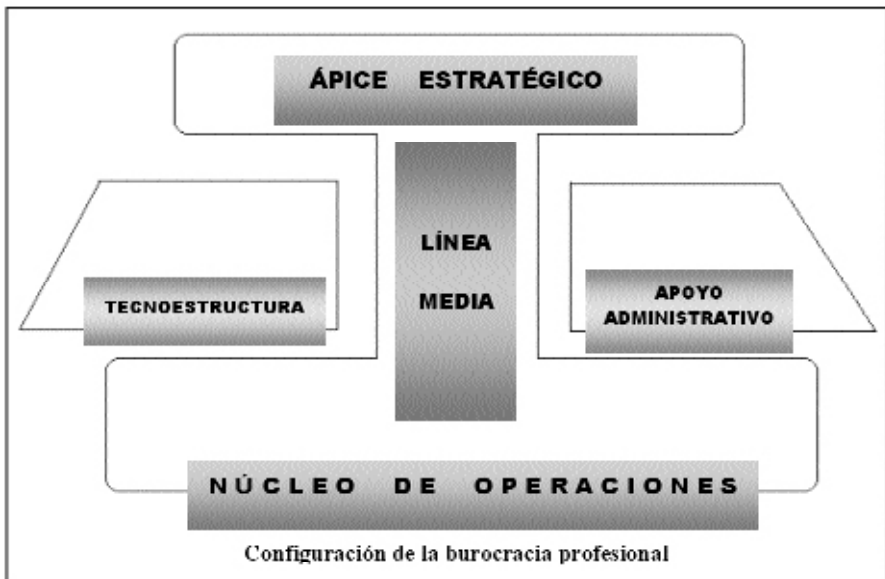 ÁPICE ESTRATÉGICO
LÍNEA
MEDIA
TECNOESTRUCTURA
APOYO
ADMINISTRATIVO
NÚCLEO DE OPERACIONES
Configuración de la burocracia profesional